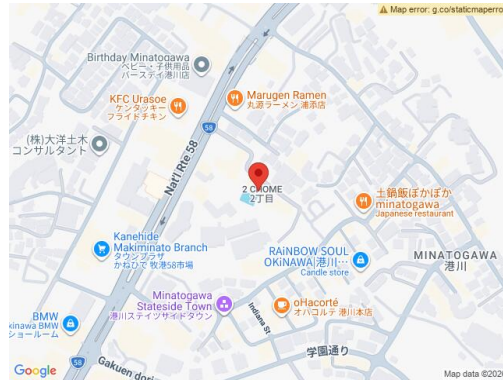 Map error: g.co/staticmaperro
Birthday Minatogawa
ベビー・子供用品
バースデイ港川店
KFC Urasoe
ケンタッキー
フライドチキン
Marugen Ramen
丸源ラーメン 浦添店
(株)大洋土木
コンサルタント
58
Nat'l Rte 58
2 CHOME
2丁目
土鍋飯ぽかぽか
minatogawa
Japanese restaurant
Kanehide
Makiminato Branch
タウンプラザ
かねひで 牧港58市場
RAiNBOW SOUL
OKiNAWA|港川…
Candle store
MINATOGAWA
港川
Minatogawa
Stateside Town
港川ステイツサイドタウン
Indiana St
oHacorté
オハコルテ 港川本店
BMW
kinawa BMW
ショールーム
58
Gakuen dori
学園通り
Google
Map data ©2026